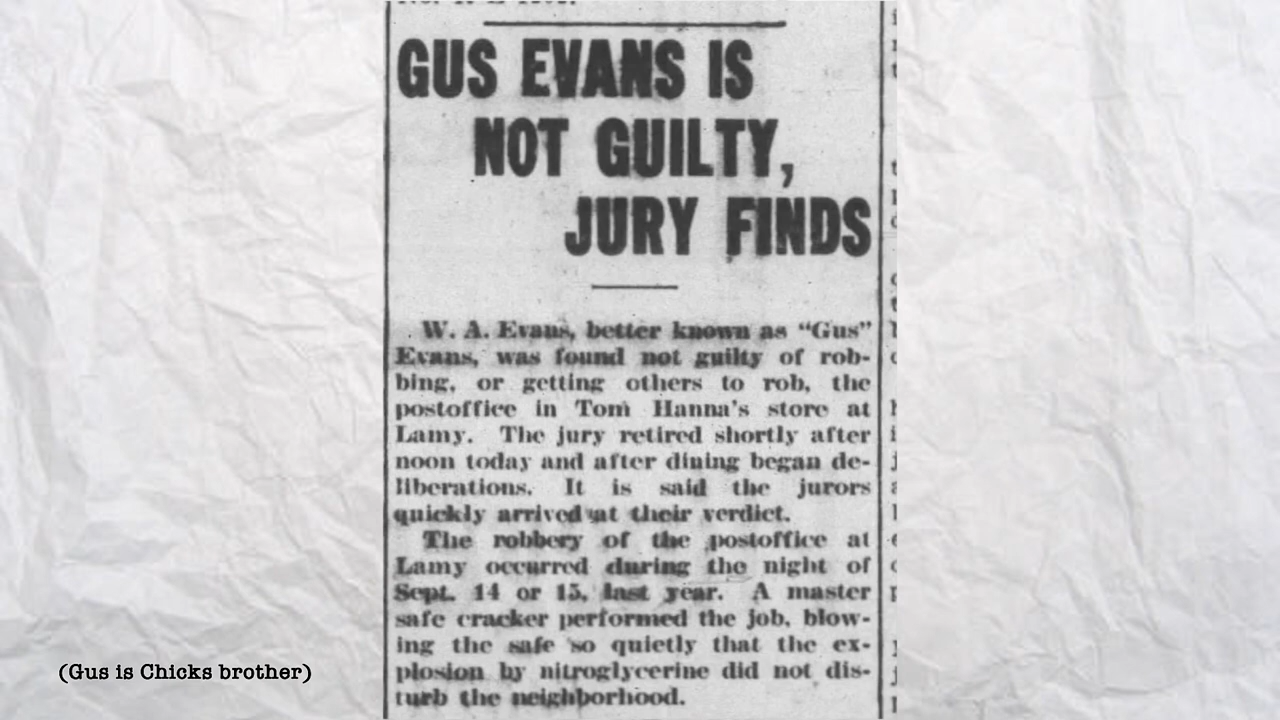 GUS EVANS IS
NOT GUILTY,
JURY FINDS
W. A. Evans, better known as “Gus”
Evans, was found not guilty of rob-
bing, or getting others to rob, the
postoffice in Tom Hanna's store at
Lamy. The jury retired shortly after
noon today and after dining began de-
liberations. It is said the jurors
quickly arrived at their verdict.
The robbery of the postoffice at
Lamy occurred during the night of
Sept. 14 or 15, last year. A master
safe cracker performed the job, blow-
ing the safe so quietly that the ex-
plosion by nitroglycerine did not dis-
turb the neighborhood.
(Gus is Chicks brother)